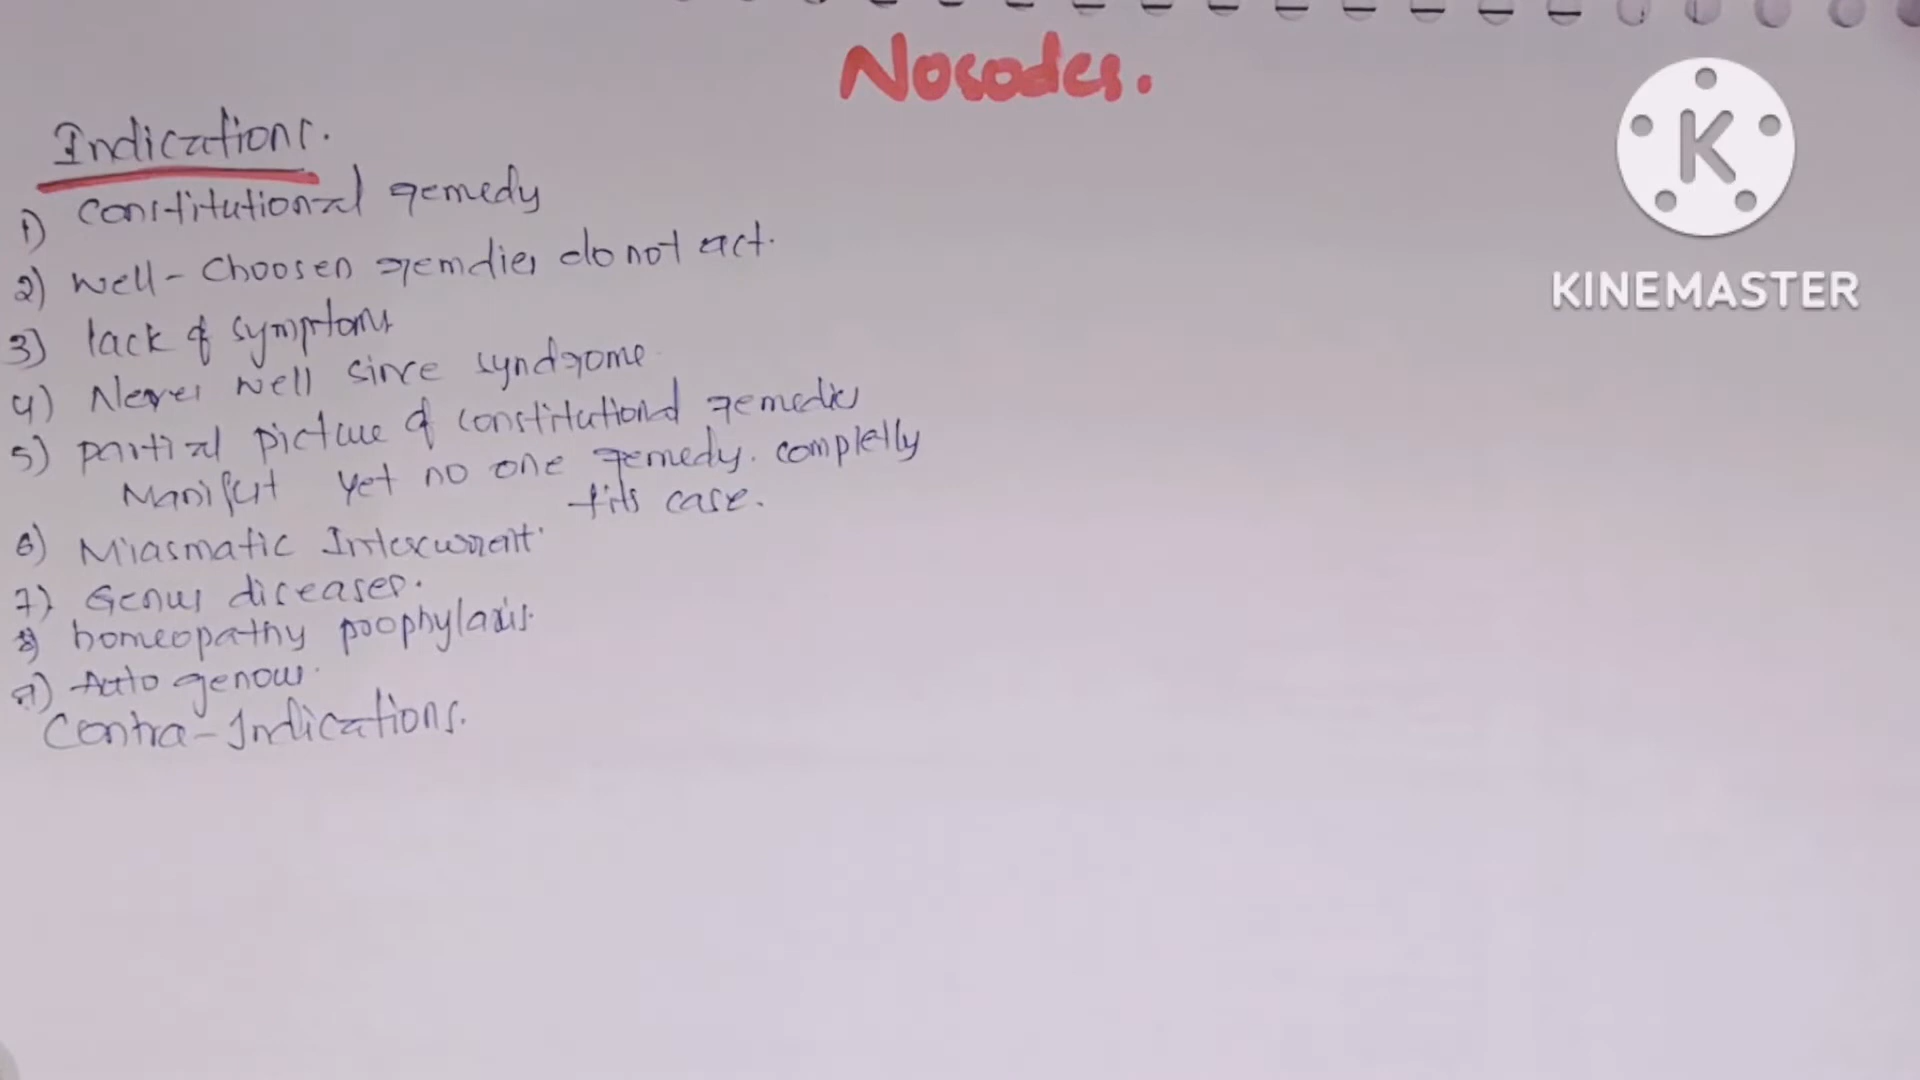 Nosodes.
Indications.
1) Constitutional remedy
2) Well-Choosen remdies do not act.
3) lack of symptoms
4) Never well since syndrome
5) partial picture of constitutional remedies
Manifest yet no one remedy. completly
fits case.
6) Miasmatic Intercurrent.
7) Genus diseases.
8) homeopathy prophylaxis.
9) Auto genous.
Contra-Indications.
K
KINEMASTER